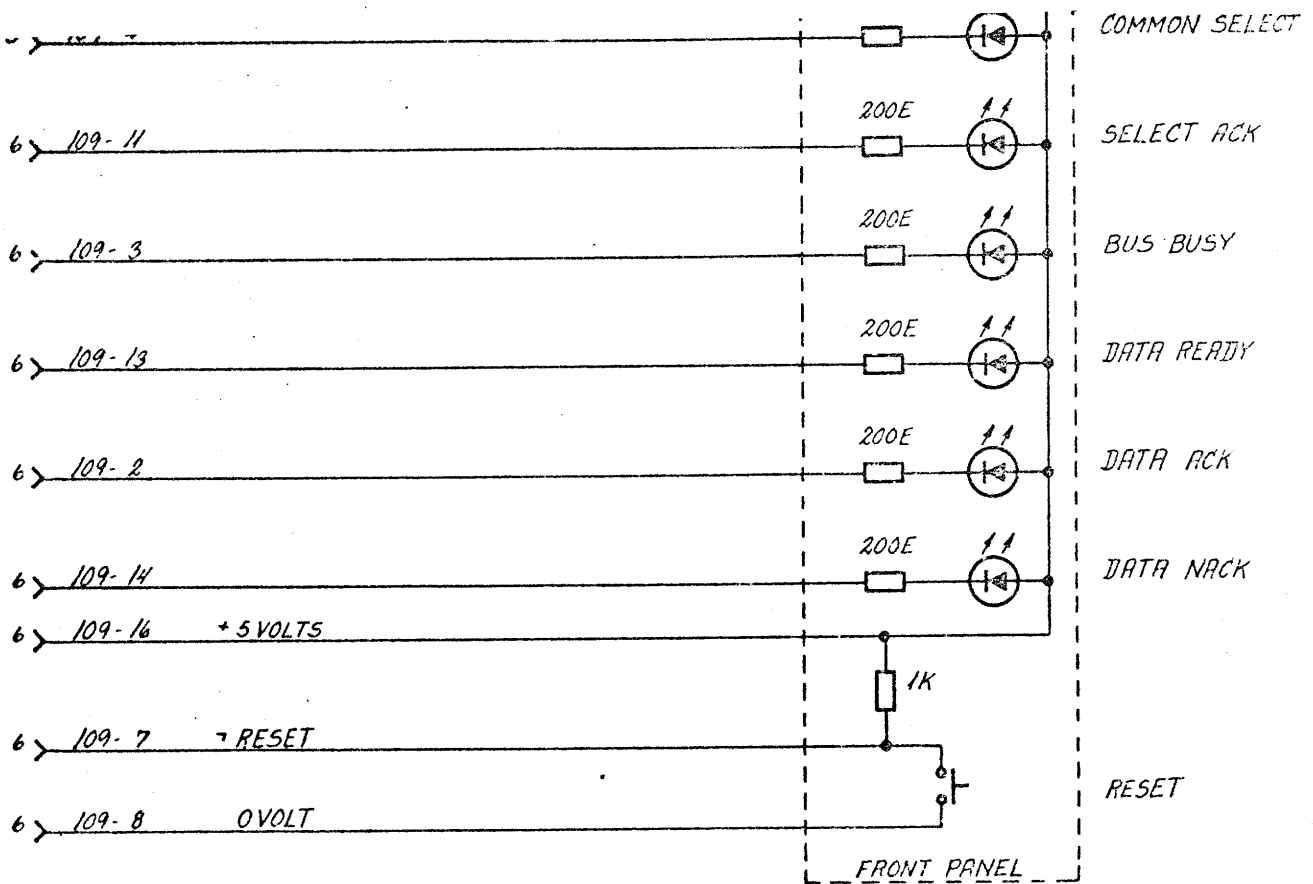 COMMON SELECT
200E
6 109-11 SELECT ACK
200E
6 109-3 BUS BUSY
200E
6 109-13 DATA READY
200E
6 109-2 DATA ACK
200E
6 109-14 DATA NACK
6 109-16 +5 VOLTS
1K
6 109-7 ¬ RESET
RESET
6 109-8 0 VOLT
FRONT PANEL